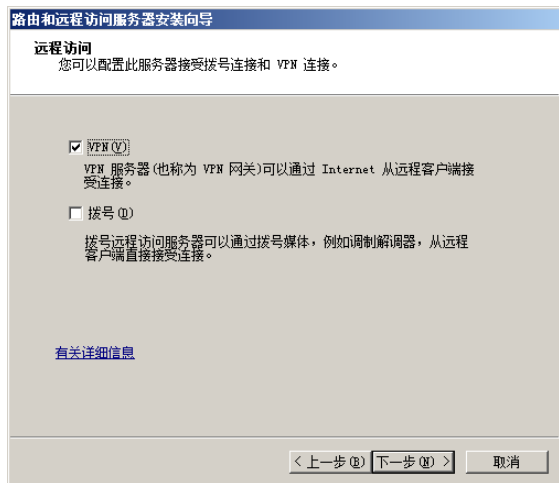 路由和远程访问服务器安装向导
远程访问
您可以配置此服务器接受拨号连接和 VPN 连接。
VPN(V)
VPN 服务器(也称为 VPN 网关)可以通过 Internet 从远程客户端接
受连接。
拨号(D)
拨号远程访问服务器可以通过拨号媒体，例如调制解调器，从远程
客户端直接接受连接。
有关详细信息
< 上一步(B) 下一步(N) > 取消